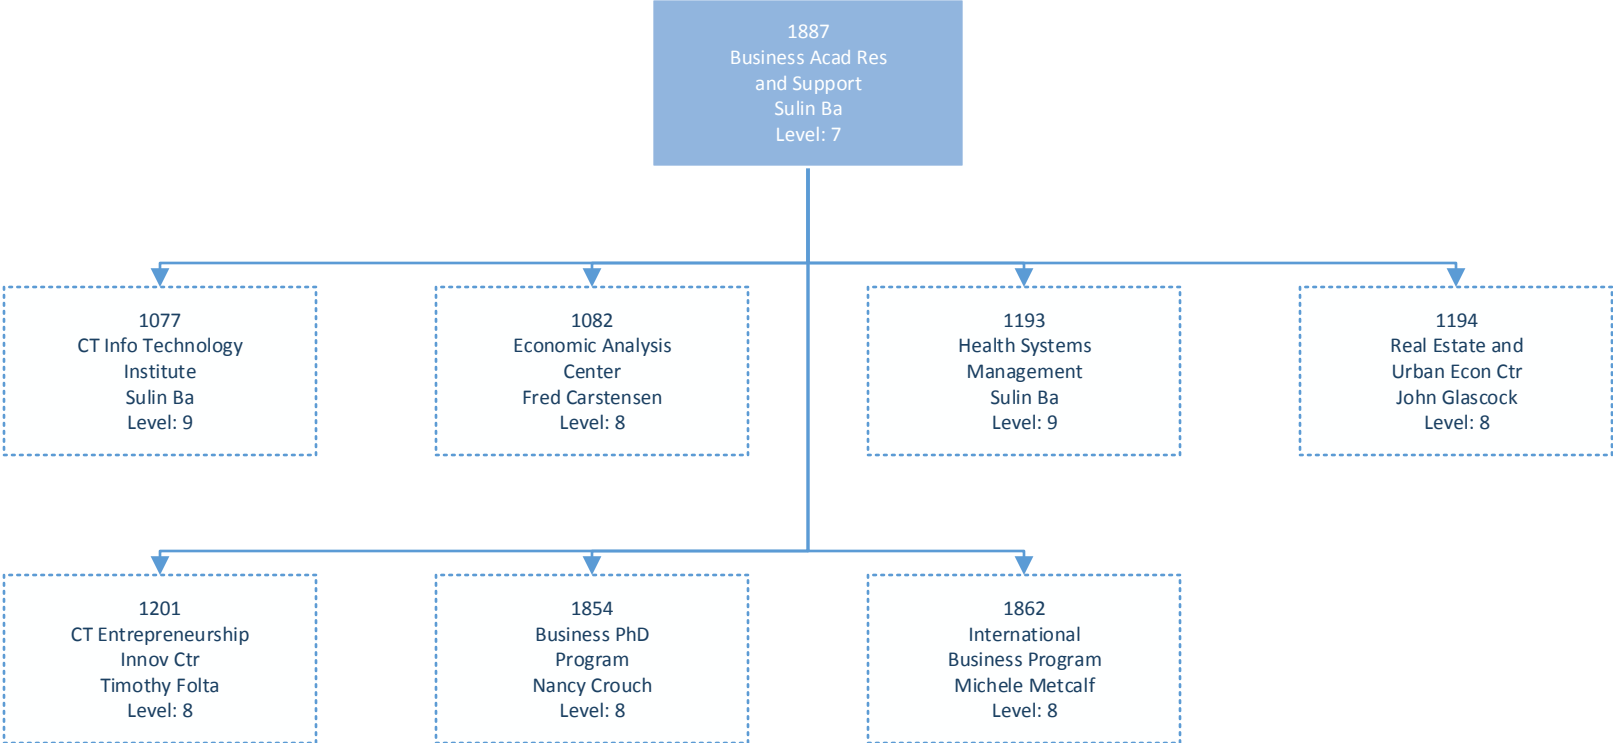 1887
Business Acad Res
and Support
Sulin Ba
Level: 7
1077
CT Info Technology
Institute
Sulin Ba
Level: 9
1082
Economic Analysis
Center
Fred Carstensen
Level: 8
1193
Health Systems
Management
Sulin Ba
Level: 9
1194
Real Estate and
Urban Econ Ctr
John Glascock
Level: 8
1201
CT Entrepreneurship
Innov Ctr
Timothy Folta
Level: 8
1854
Business PhD
Program
Nancy Crouch
Level: 8
1862
International
Business Program
Michele Metcalf
Level: 8